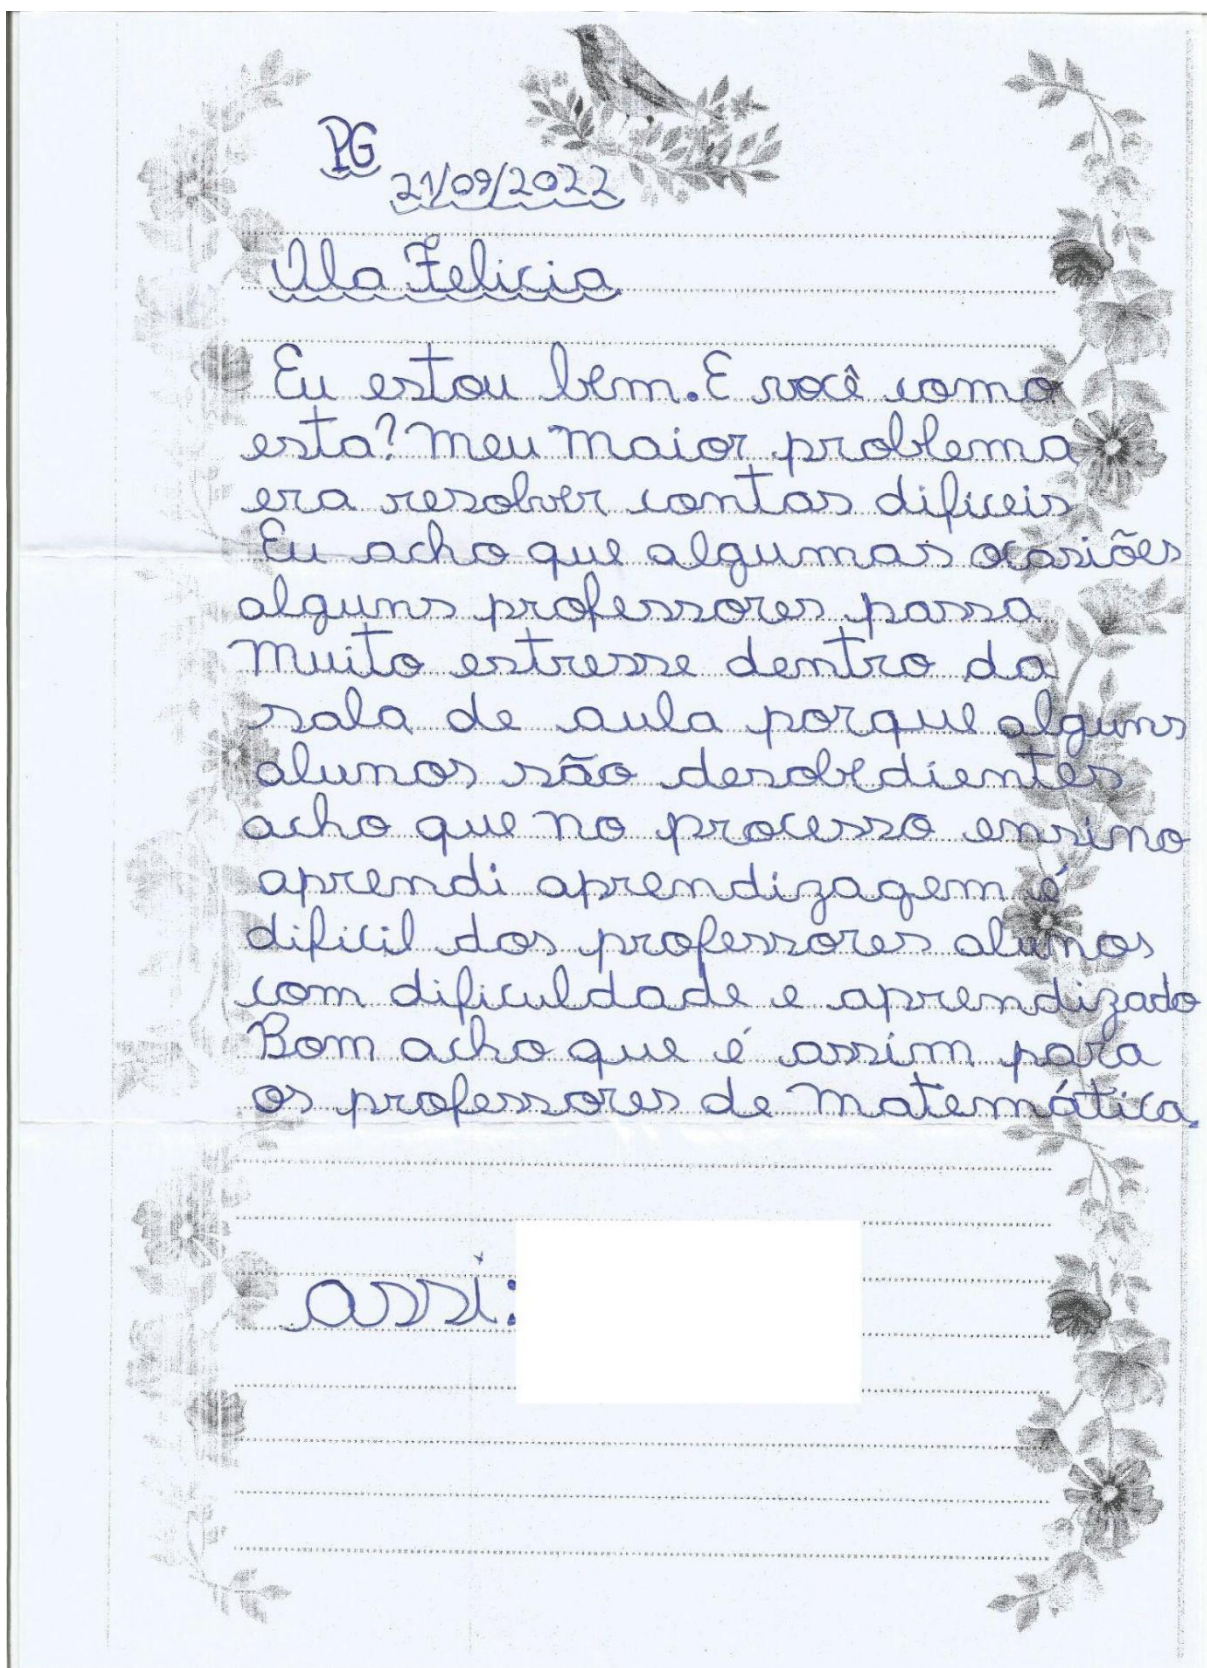 PG
21/09/2022
Ola Felicia
Eu estou bem. E você como
esta? Meu maior problema
era resolver contas dificeis
Eu acho que algumas ocasiões
alguns professores passa
muito estresse dentro da
sala de aula porque alguns
alunos são desobedientes
acho que no processo ensino
aprendi aprendizagem é
dificil dos professores alunos
com dificuldade e aprendizado
Bom acho que é assim para
os professores de matemática.
assi: